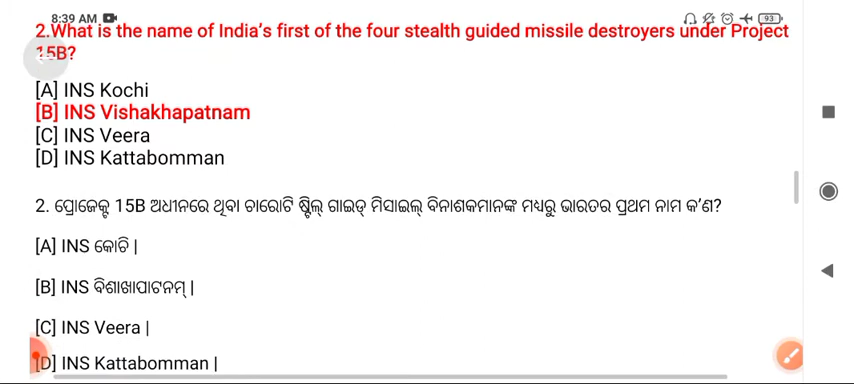 8:39 AM
93
2.What is the name of India's first of the four stealth guided missile destroyers under Project
15B?
[A] INS Kochi
[B] INS Vishakhapatnam
[C] INS Veera
[D] INS Kattabomman
2. ପ୍ରୋଜେକ୍ଟ 15B ଅଧୀନରେ ଥିବା ଚାରୋଟି ଷ୍ଟିଲ୍ ଗାଇଡ୍ ମିସାଇଲ୍ ବିନାଶକମାନଙ୍କ ମଧ୍ୟରୁ ଭାରତର ପ୍ରଥମ ନାମ କ'ଣ?
[A] INS କୋଚି |
[B] INS ବିଶାଖାପାଟନମ୍ |
[C] INS Veera |
[D] INS Kattabomman |